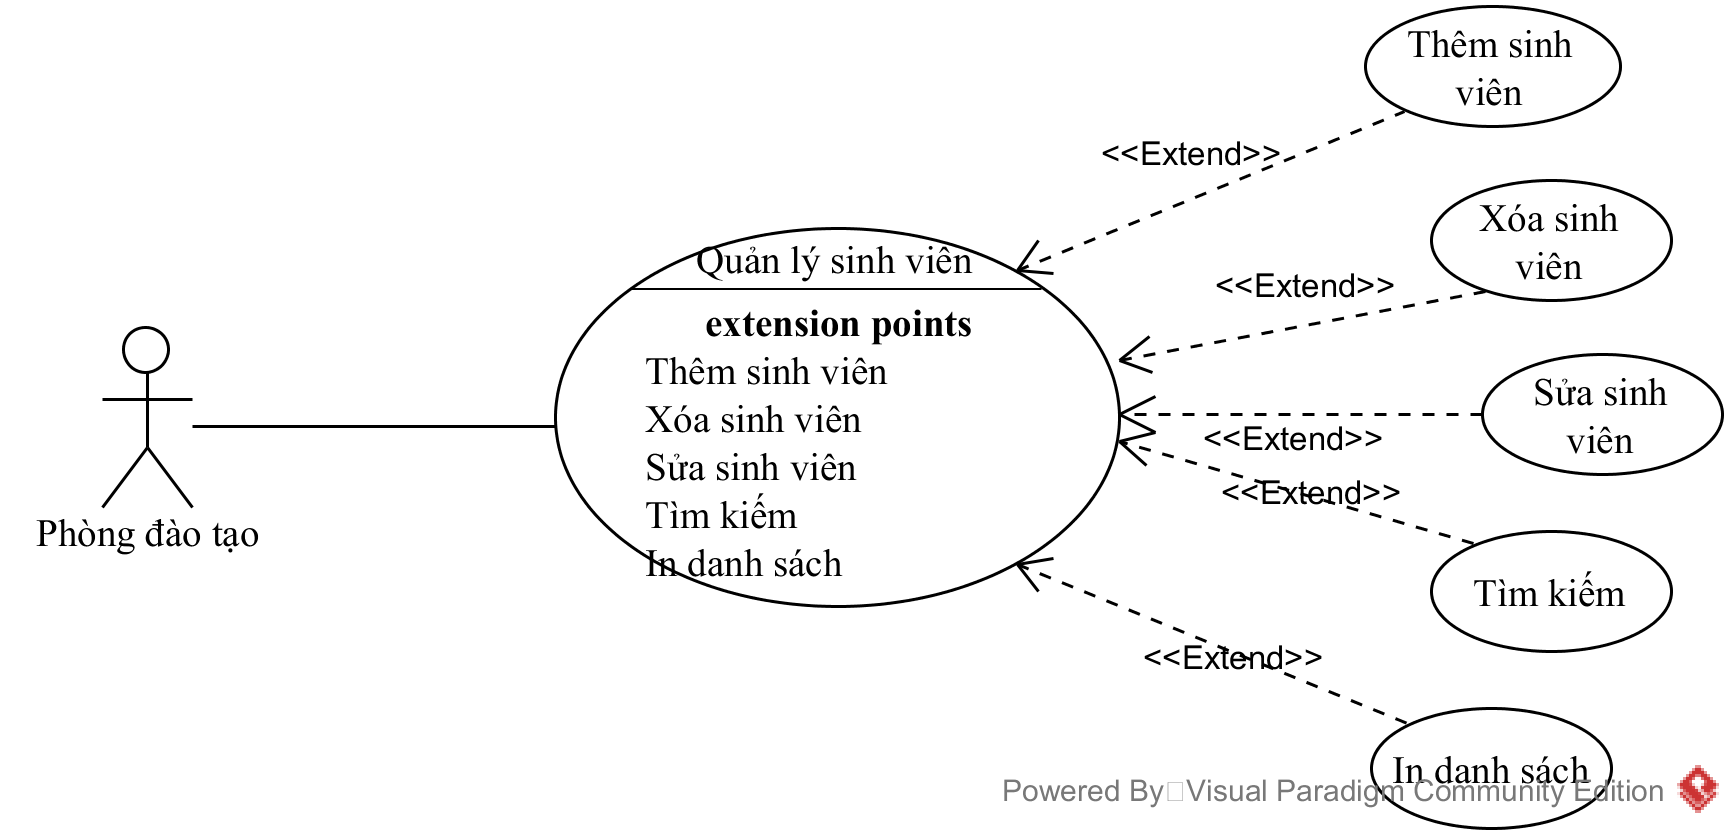 Thêm sinh
viên
<<Extend>>
Xóa sinh
viên
<<Extend>>
Quản lý sinh viên
extension points
Thêm sinh viên
Xóa sinh viên
Sửa sinh viên
Tìm kiếm
In danh sách
Sửa sinh
viên
<<Extend>>
<<Extend>>
Phòng đào tạo
Tìm kiếm
<<Extend>>
In danh sách
Powered By Visual Paradigm Community Edition